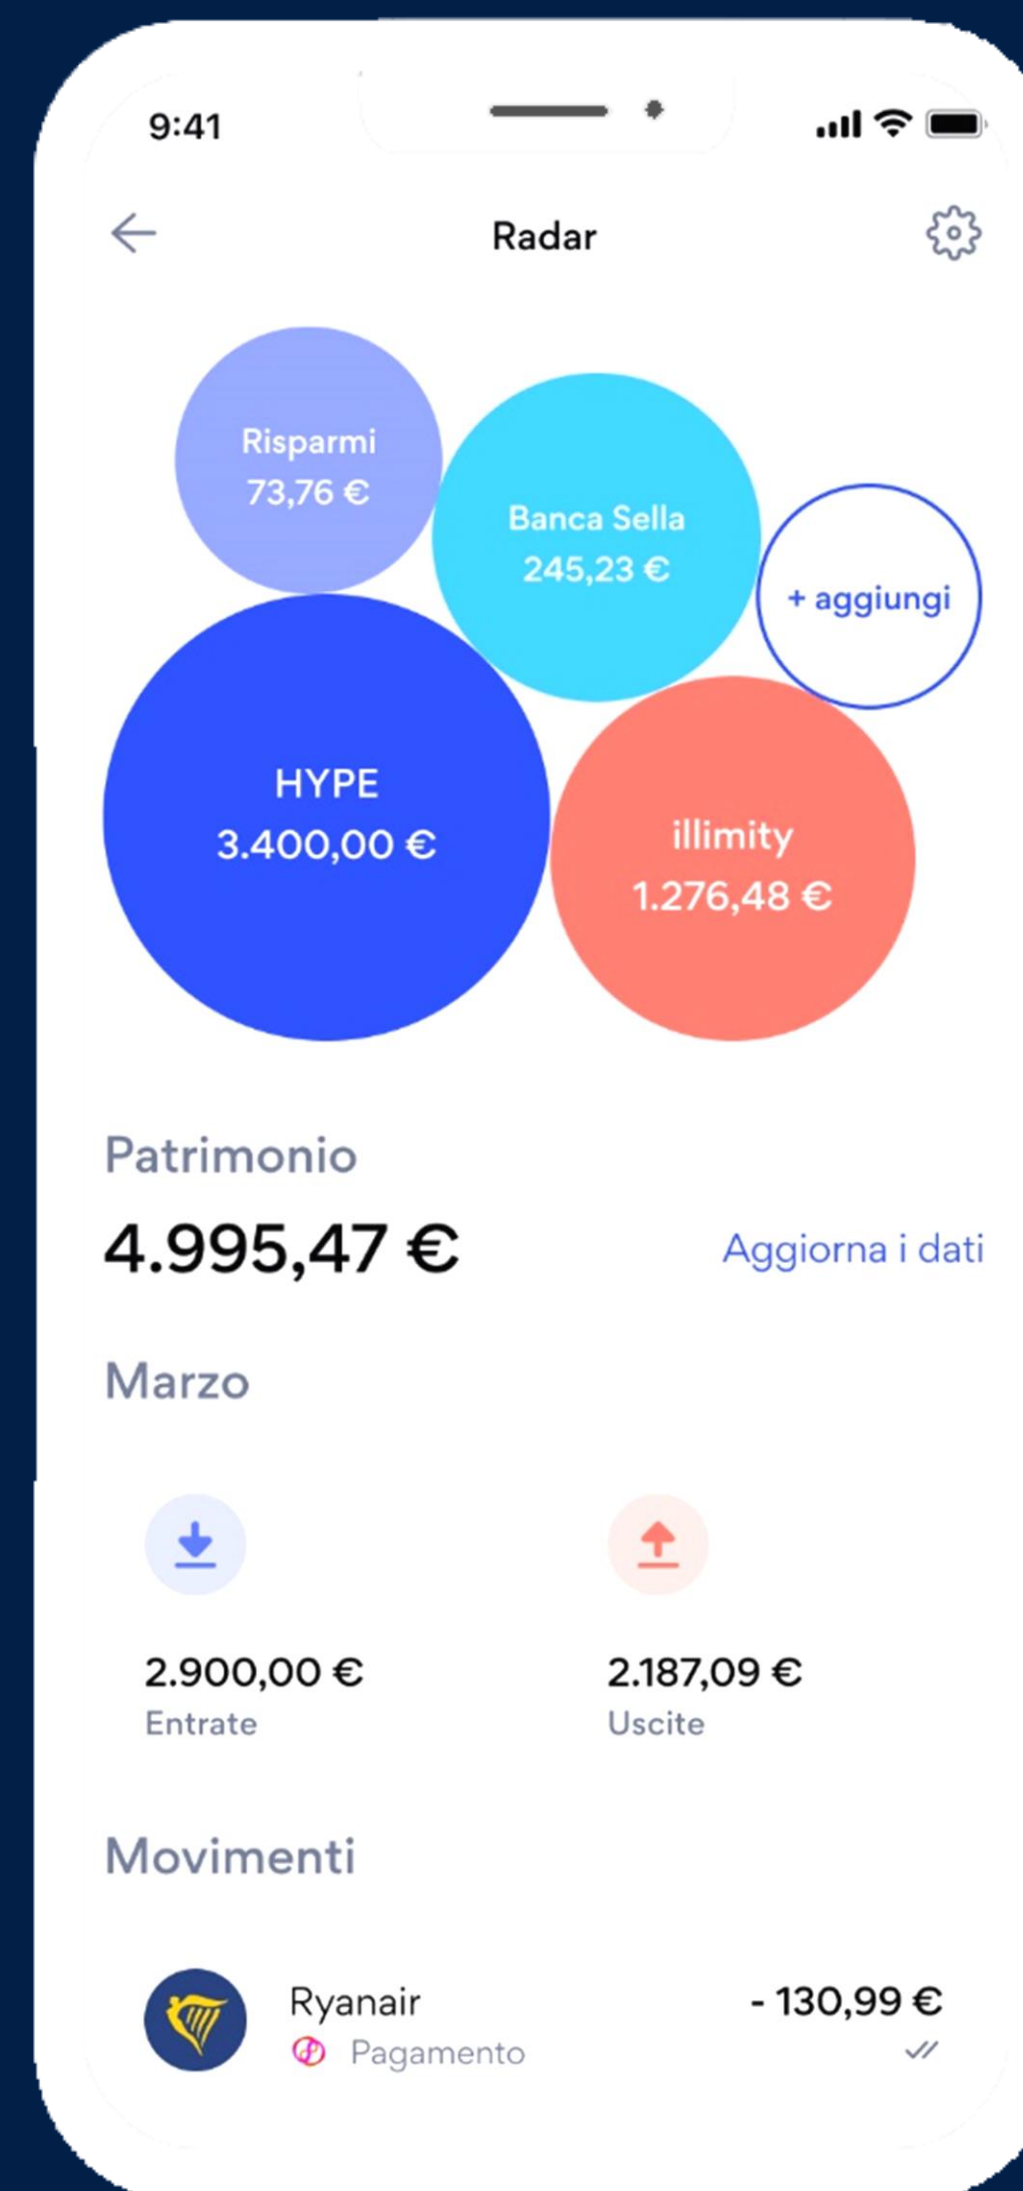 9:41
Radar
Risparmi
73,76 €
Banca Sella
245,23 €
+ aggiungi
HYPE
3.400,00 €
illimity
1.276,48 €
Patrimonio
4.995,47 €
Aggiorna i dati
Marzo
2.900,00 €
Entrate
2.187,09 €
Uscite
Movimenti
Ryanair
- 130,99 €
Pagamento